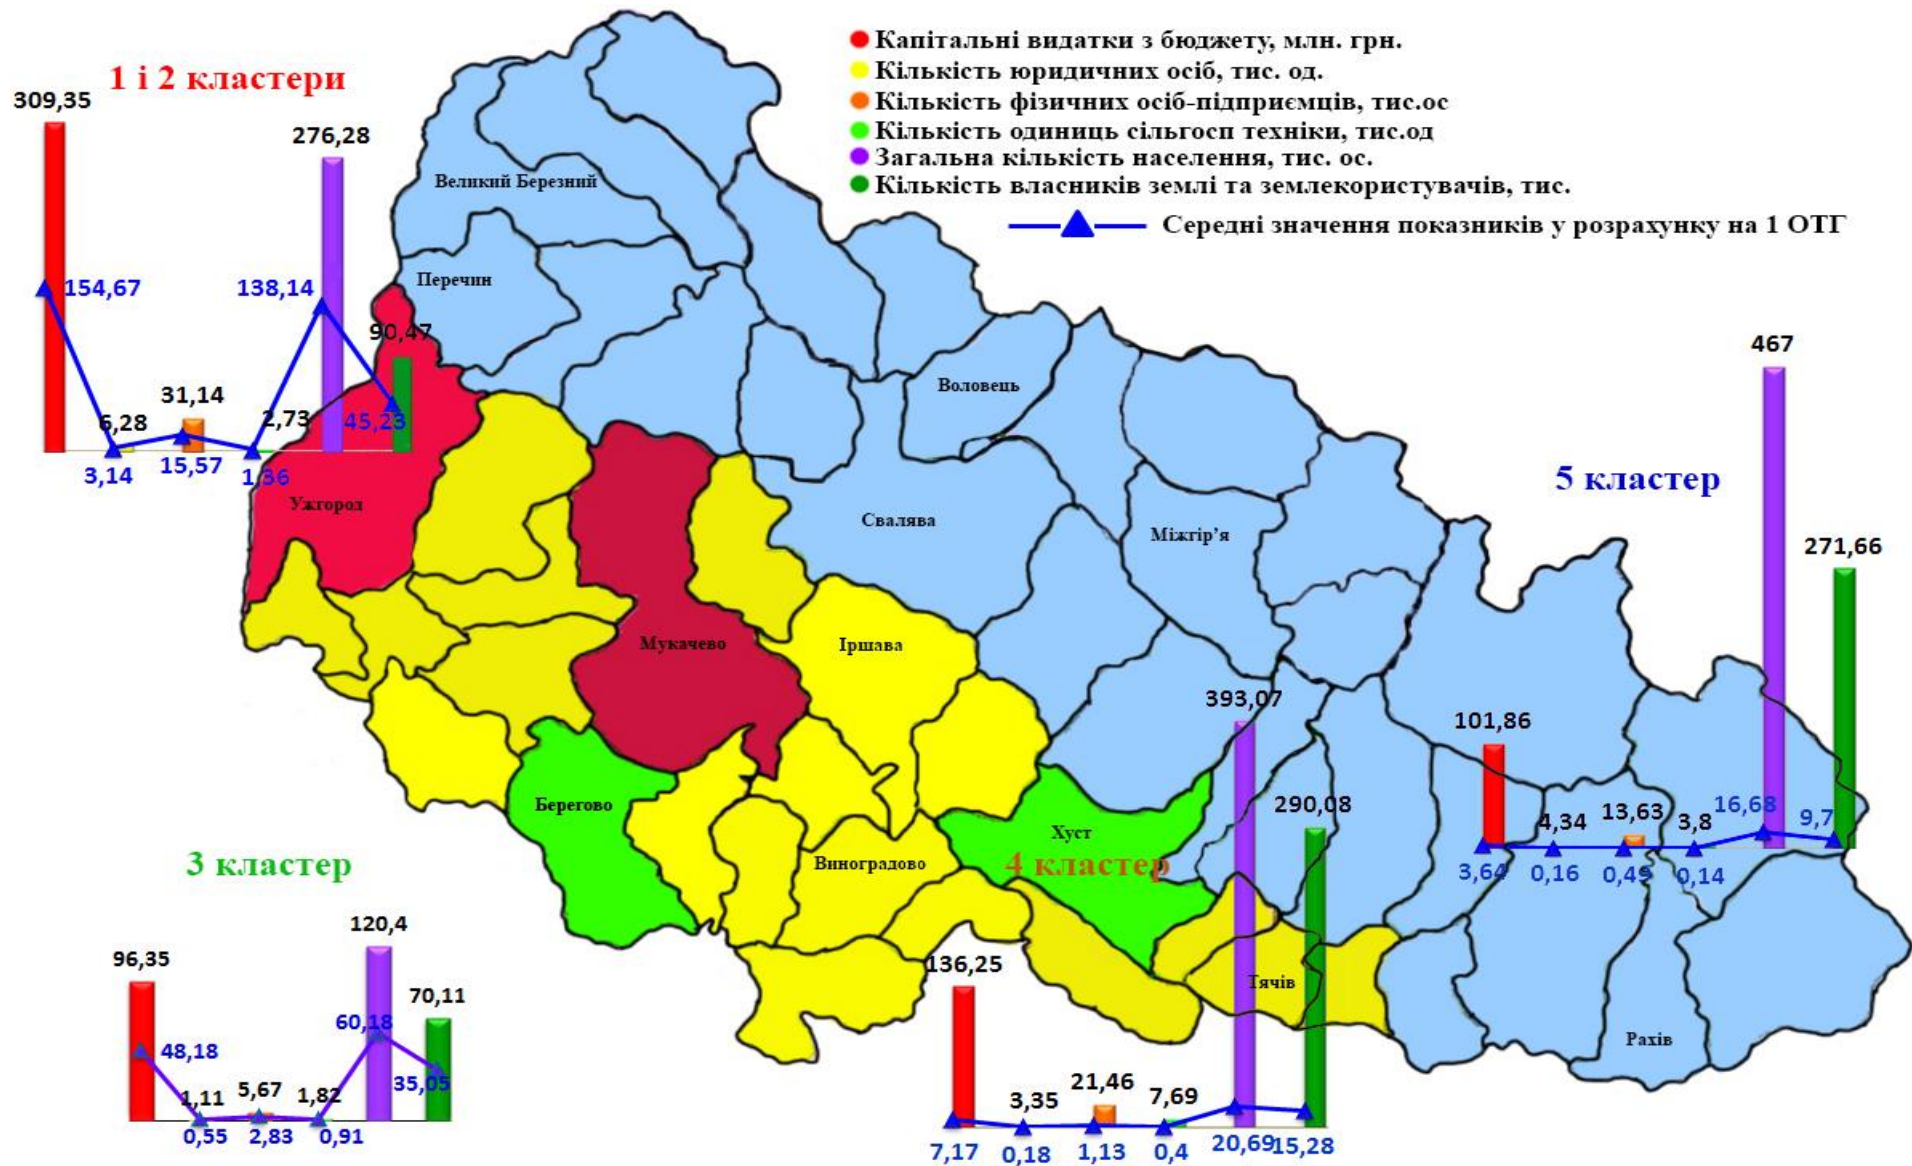 Капітальні видатки з бюджету, млн. грн.
Кількість юридичних осіб, тис. од.
Кількість фізичних осіб-підприємців, тис.ос
Кількість одиниць сільгосп техніки, тис.од
Загальна кількість населення, тис. ос.
Кількість власників землі та землекористувачів, тис.
Середні значення показників у розрахунку на 1 ОТГ
1 і 2 кластери
309,35
276,28
154,67
138,14
90,47
31,14
6,28
2,73
45,23
3,14
15,57
1,36
Великий Березний
Перечин
Воловець
Ужгород
Свалява
Міжгір’я
Мукачево
Іршава
Берегово
Виноградово
Хуст
Тячів
Рахів
5 кластер
467
271,66
101,86
4,34
13,63
3,8
16,68
9,7
3,64
0,16
0,49
0,14
3 кластер
96,35
120,4
70,11
48,18
60,18
35,05
1,11
5,67
1,82
0,55
2,83
0,91
4 кластер
393,07
290,08
136,25
3,35
21,46
7,69
7,17
0,18
1,13
0,4
20,69
15,28